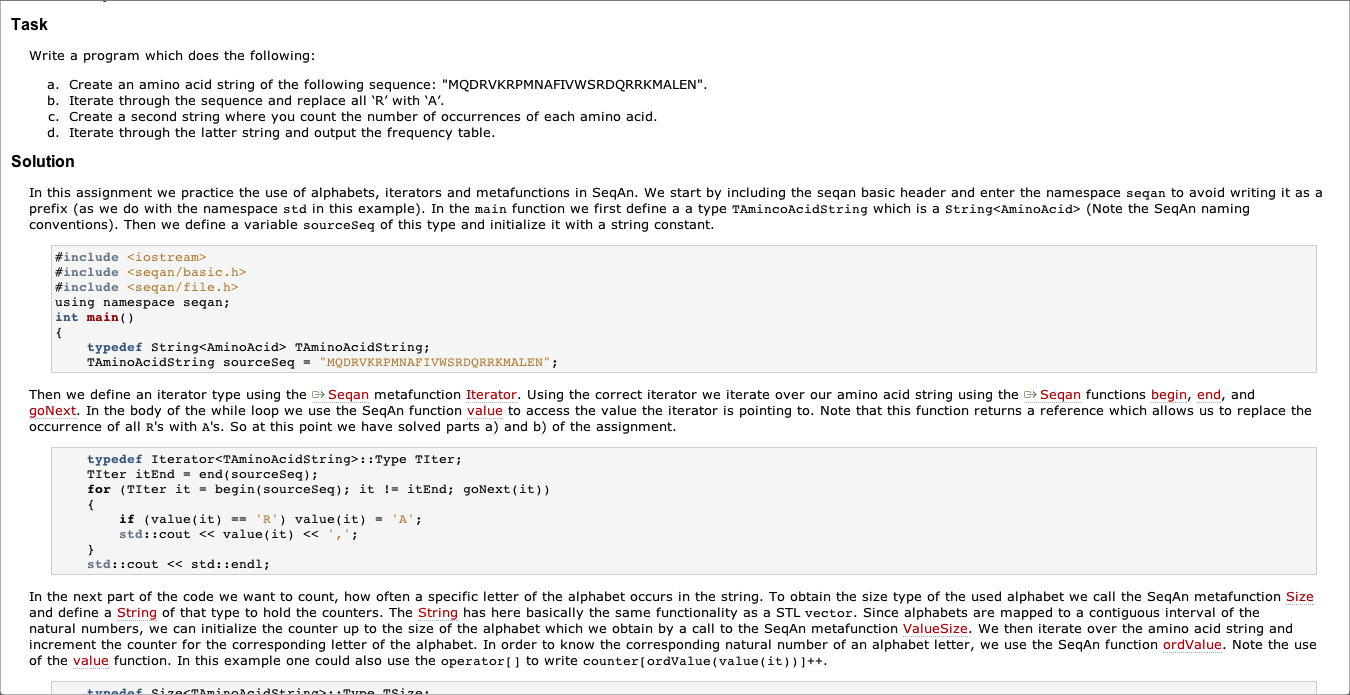 Task
Write a program which does the following:
a. Create an amino acid string of the following sequence: "MQDRVKRPMNAFIVWSRDQRRKMALEN".
b. Iterate through the sequence and replace all ‘R’ with ‘A’.
c. Create a second string where you count the number of occurrences of each amino acid.
d. Iterate through the latter string and output the frequency table.
Solution
In this assignment we practice the use of alphabets, iterators and metafunctions in SeqAn. We start by including the seqan basic header and enter the namespace seqan to avoid writing it as a
prefix (as we do with the namespace std in this example). In the main function we first define a a type TAmincoAcidString which is a String<AminoAcid> (Note the SeqAn naming
conventions). Then we define a variable sourceSeq of this type and initialize it with a string constant.
#include <iostream>
#include <seqan/basic.h>
#include <seqan/file.h>
using namespace seqan;
int main()
{
    typedef String<AminoAcid> TAminoAcidString;
    TAminoAcidString sourceSeq = "MQDRVKRPMNAFIVWSRDQRRKMALEN";
Then we define an iterator type using the Seqan metafunction Iterator. Using the correct iterator we iterate over our amino acid string using the Seqan functions begin, end, and
goNext. In the body of the while loop we use the SeqAn function value to access the value the iterator is pointing to. Note that this function returns a reference which allows us to replace the
occurrence of all R's with A's. So at this point we have solved parts a) and b) of the assignment.
    typedef Iterator<TAminoAcidString>::Type TIter;
    TIter itEnd = end(sourceSeq);
    for (TIter it = begin(sourceSeq); it != itEnd; goNext(it))
    {
        if (value(it) == 'R') value(it) = 'A';
        std::cout << value(it) << ',';
    }
    std::cout << std::endl;
In the next part of the code we want to count, how often a specific letter of the alphabet occurs in the string. To obtain the size type of the used alphabet we call the SeqAn metafunction Size
and define a String of that type to hold the counters. The String has here basically the same functionality as a STL vector. Since alphabets are mapped to a contiguous interval of the
natural numbers, we can initialize the counter up to the size of the alphabet which we obtain by a call to the SeqAn metafunction ValueSize. We then iterate over the amino acid string and
increment the counter for the corresponding letter of the alphabet. In order to know the corresponding natural number of an alphabet letter, we use the SeqAn function ordValue. Note the use
of the value function. In this example one could also use the operator[] to write counter[ordValue(value(it))]++.
    typedef Size<TAminoAcidString>::Type TSize;